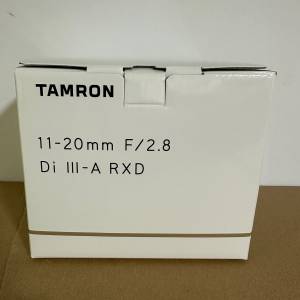 TAMRON
11-20mm F/2.8
Di III-A RXD